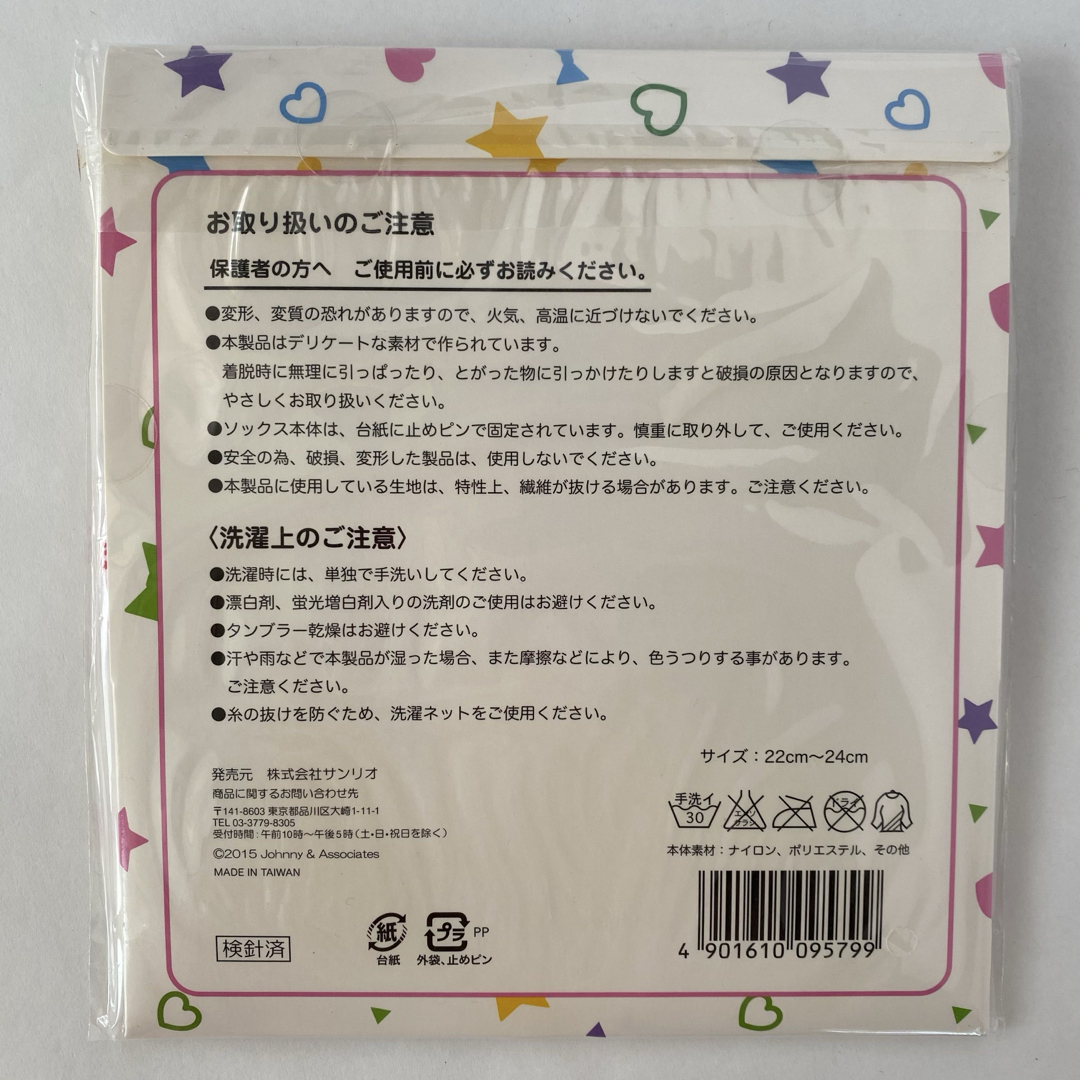 お取り扱いのご注意
保護者の方へ　ご使用前に必ずお読みください。
●変形、変質の恐れがありますので、火気、高温に近づけないでください。
●本製品はデリケートな素材で作られています。
着脱時に無理に引っぱったり、とがった物に引っかけたりしますと破損の原因となりますので、
やさしくお取り扱いください。
●ソックス本体は、台紙に止めピンで固定されています。慎重に取り外して、ご使用ください。
●安全の為、破損、変形した製品は、使用しないでください。
●本製品に使用している生地は、特性上、繊維が抜ける場合があります。ご注意ください。
〈洗濯上のご注意〉
●洗濯時には、単独で手洗いしてください。
●漂白剤、蛍光増白剤入りの洗剤のご使用はお避けください。
●タンブラー乾燥はお避けください。
●汗や雨などで本製品が湿った場合、また摩擦などにより、色うつりする事があります。
ご注意ください。
●糸の抜けを防ぐため、洗濯ネットをご使用ください。
サイズ：22cm〜24cm
発売元　株式会社サンリオ
商品に関するお問い合わせ先
〒141-8603 東京都品川区大崎1-11-1
TEL 03-3779-8305
受付時間：午前10時〜午後5時（土・日・祝日を除く）
©2015 Johnny & Associates
MADE IN TAIWAN
手洗イ
30
エンソ
サラシ
ドライ
本体素材：ナイロン、ポリエステル、その他
検針済
紙
台紙
プラ
PP
外袋、止めピン
4 901610 095799